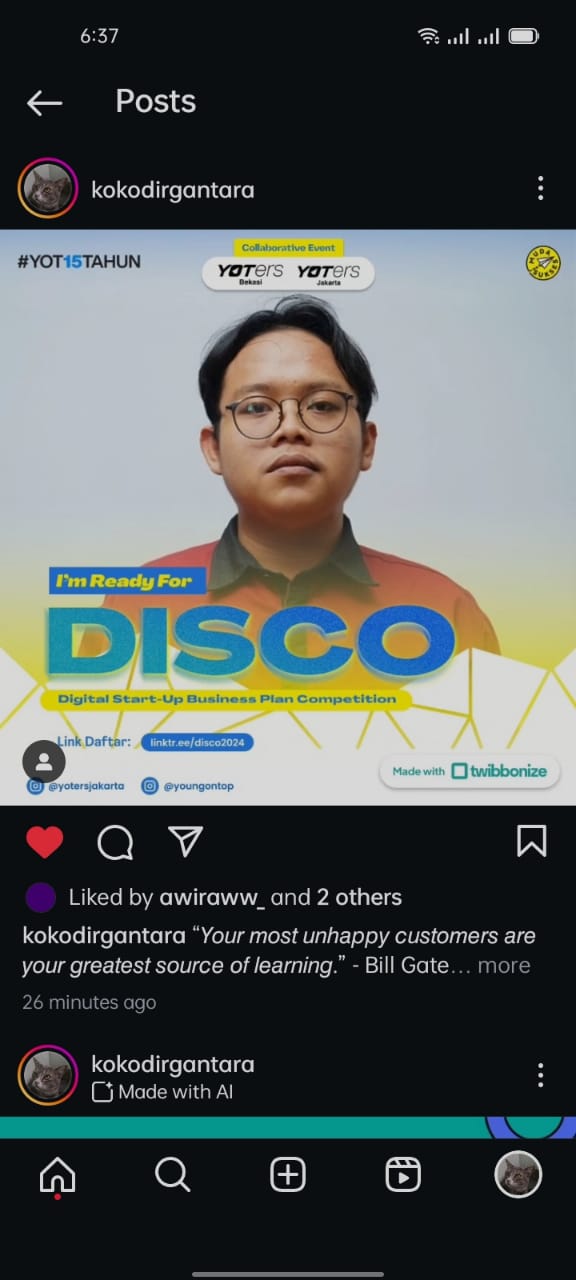 6:37
Posts
kokodirgantara
#YOT15TAHUN
Collaborative Event
YOTers
Bekasi
YOTers
Jakarta
MUDA SUKSES
I'm Ready For
DISCO
Digital Start-Up Business Plan Competition
Link Daftar: linktr.ee/disco2024
@yotersjakarta @youngontop
Made with twibbonize
Liked by awiraww_ and 2 others
kokodirgantara “Your most unhappy customers are
your greatest source of learning.” - Bill Gate… more
26 minutes ago
kokodirgantara
Made with AI